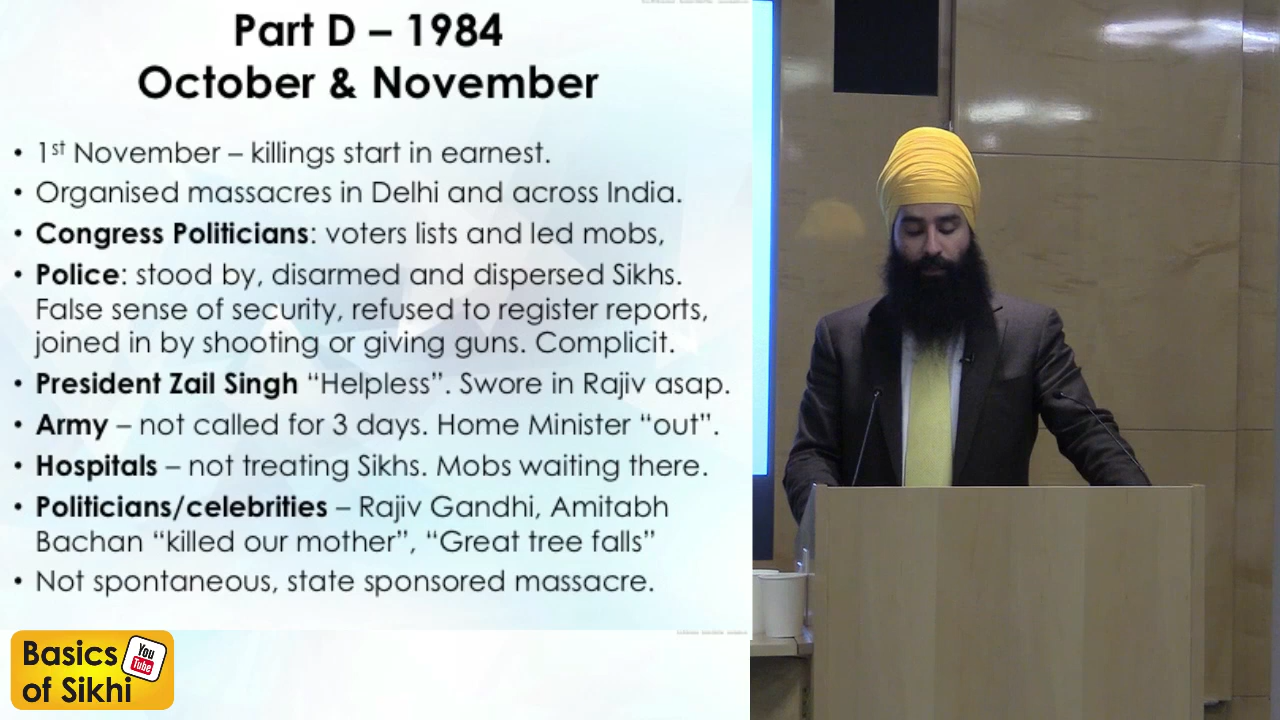 Part D – 1984
October & November
• 1st November – killings start in earnest.
• Organised massacres in Delhi and across India.
• Congress Politicians: voters lists and led mobs,
• Police: stood by, disarmed and dispersed Sikhs.
False sense of security, refused to register reports,
joined in by shooting or giving guns. Complicit.
• President Zail Singh “Helpless”. Swore in Rajiv asap.
• Army – not called for 3 days. Home Minister “out”.
• Hospitals – not treating Sikhs. Mobs waiting there.
• Politicians/celebrities – Rajiv Gandhi, Amitabh
Bachan “killed our mother”, “Great tree falls”
• Not spontaneous, state sponsored massacre.
Basics
of Sikhi
You
Tube